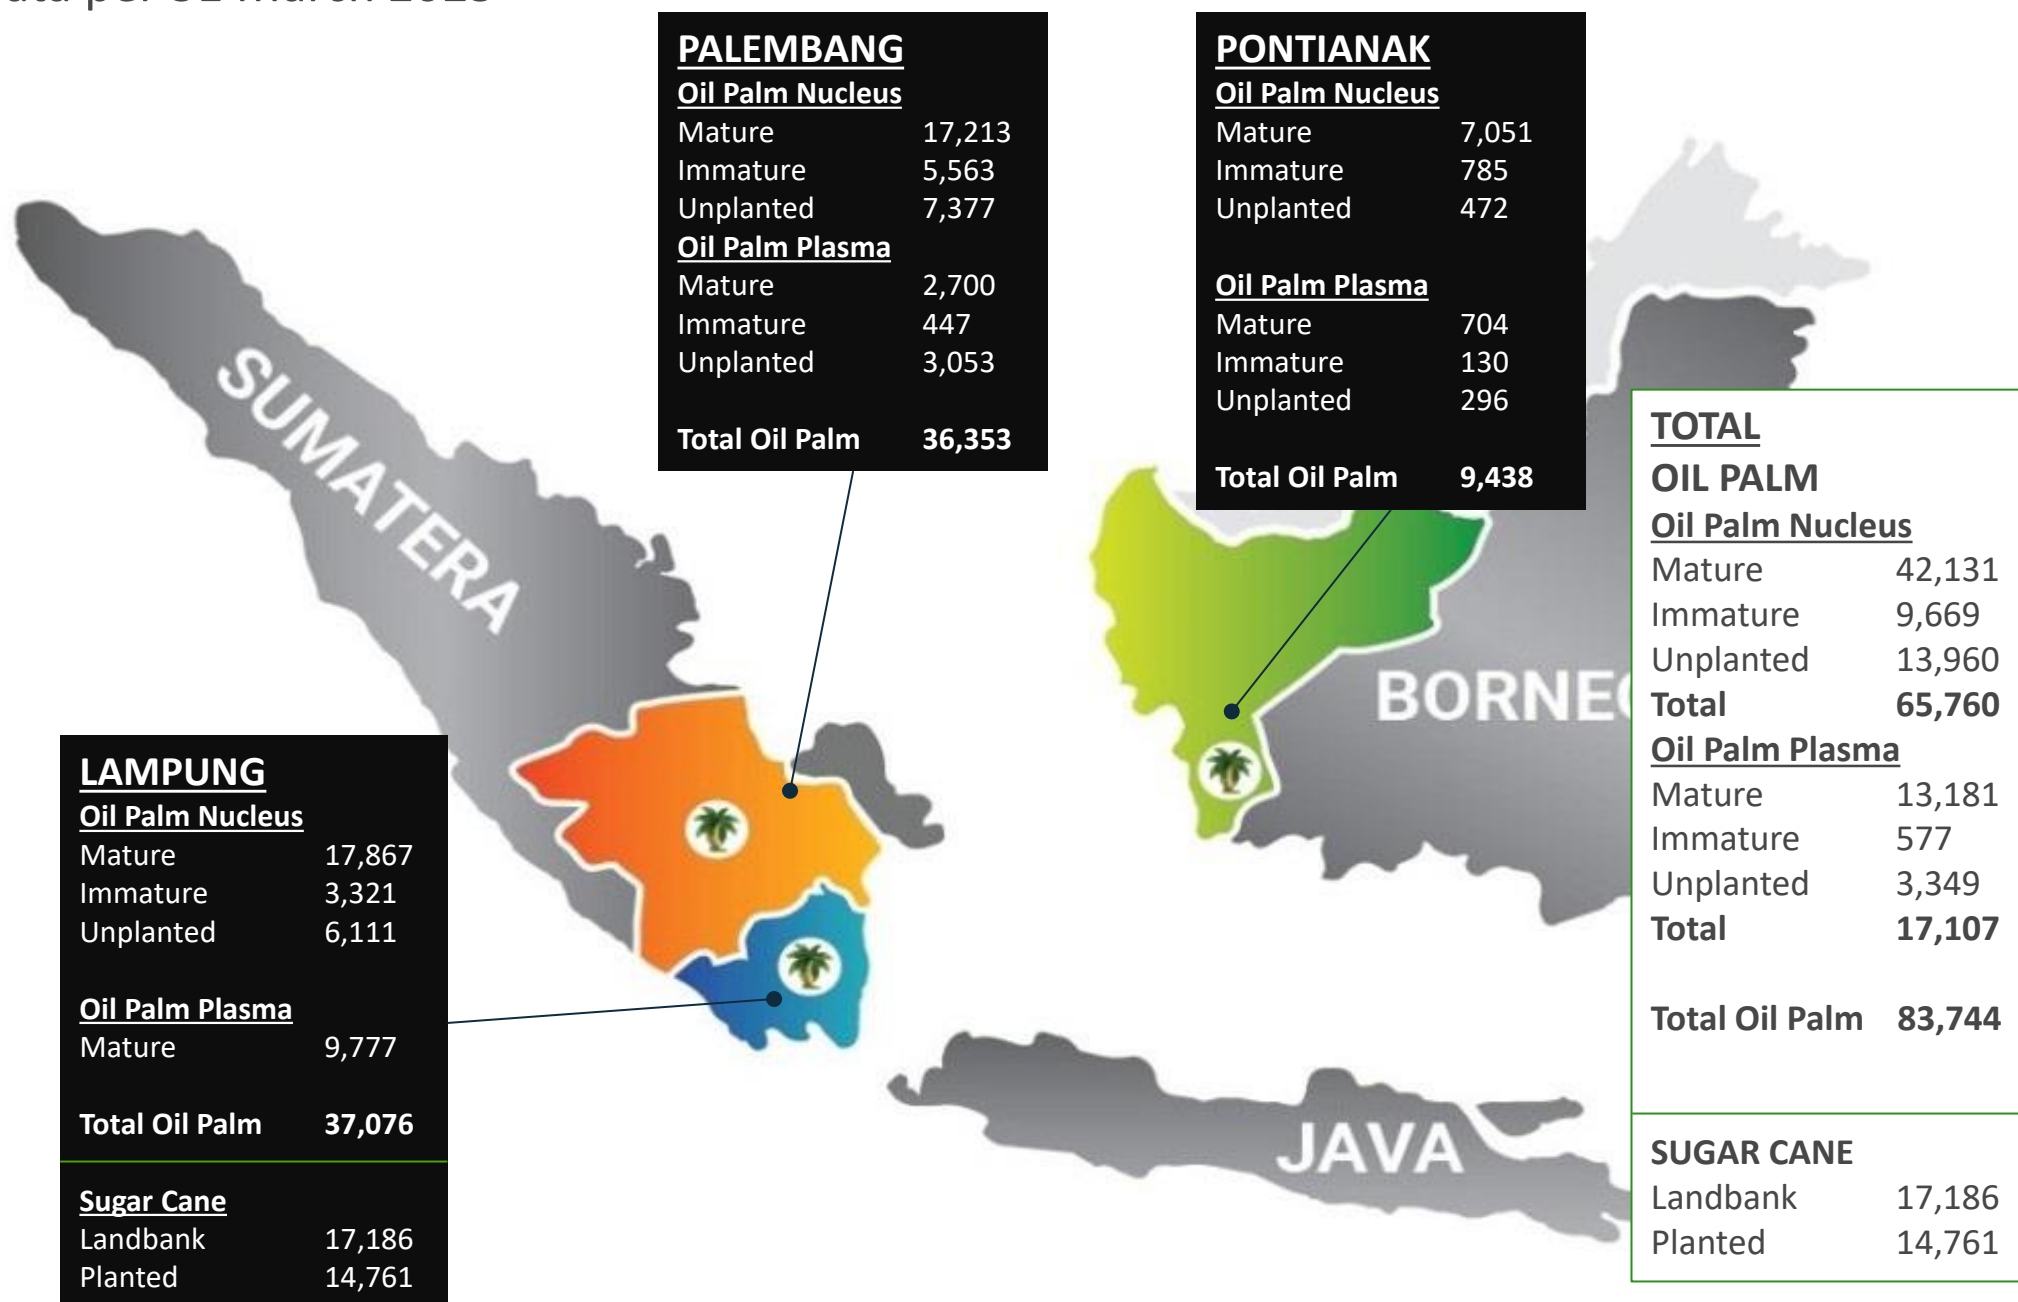 PALEMBANG
Oil Palm Nucleus
Mature 17,213
Immature 5,563
Unplanted 7,377
Oil Palm Plasma
Mature 2,700
Immature 447
Unplanted 3,053
Total Oil Palm 36,353
PONTIANAK
Oil Palm Nucleus
Mature 7,051
Immature 785
Unplanted 472
Oil Palm Plasma
Mature 704
Immature 130
Unplanted 296
Total Oil Palm 9,438
SUMATERA
BORNE
LAMPUNG
Oil Palm Nucleus
Mature 17,867
Immature 3,321
Unplanted 6,111
Oil Palm Plasma
Mature 9,777
Total Oil Palm 37,076
Sugar Cane
Landbank 17,186
Planted 14,761
JAVA
TOTAL
OIL PALM
Oil Palm Nucleus
Mature 42,131
Immature 9,669
Unplanted 13,960
Total 65,760
Oil Palm Plasma
Mature 13,181
Immature 577
Unplanted 3,349
Total 17,107
Total Oil Palm 83,744
SUGAR CANE
Landbank 17,186
Planted 14,761